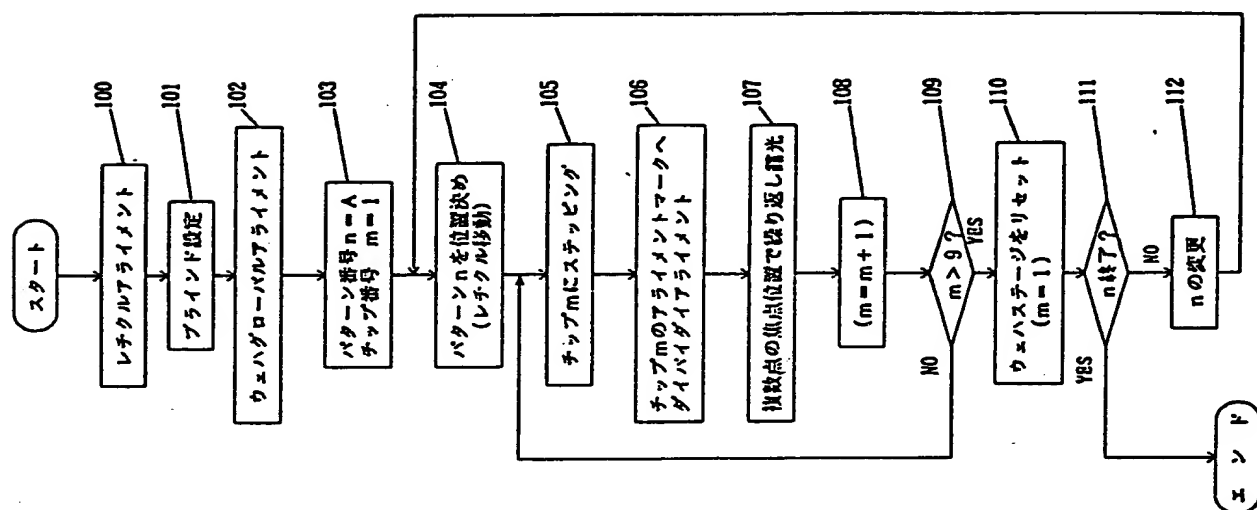 スタート
レチクルアライメント
100
ブラインド設定
101
ウェハグローバルアライメント
102
パターン番号 n=A
チップ番号 m=1
103
パターンnを位置決め
(レチクル移動)
104
チップmにステッピング
105
チップmのアライメントマークへ
ダイバイダイアライメント
106
複数点の焦点位置で繰り返し露光
107
(m=m+1)
108
m>9?
109
NO
YES
ウェハステージをリセット
(m=1)
110
n終了?
111
YES
NO
nの変更
112
エンド